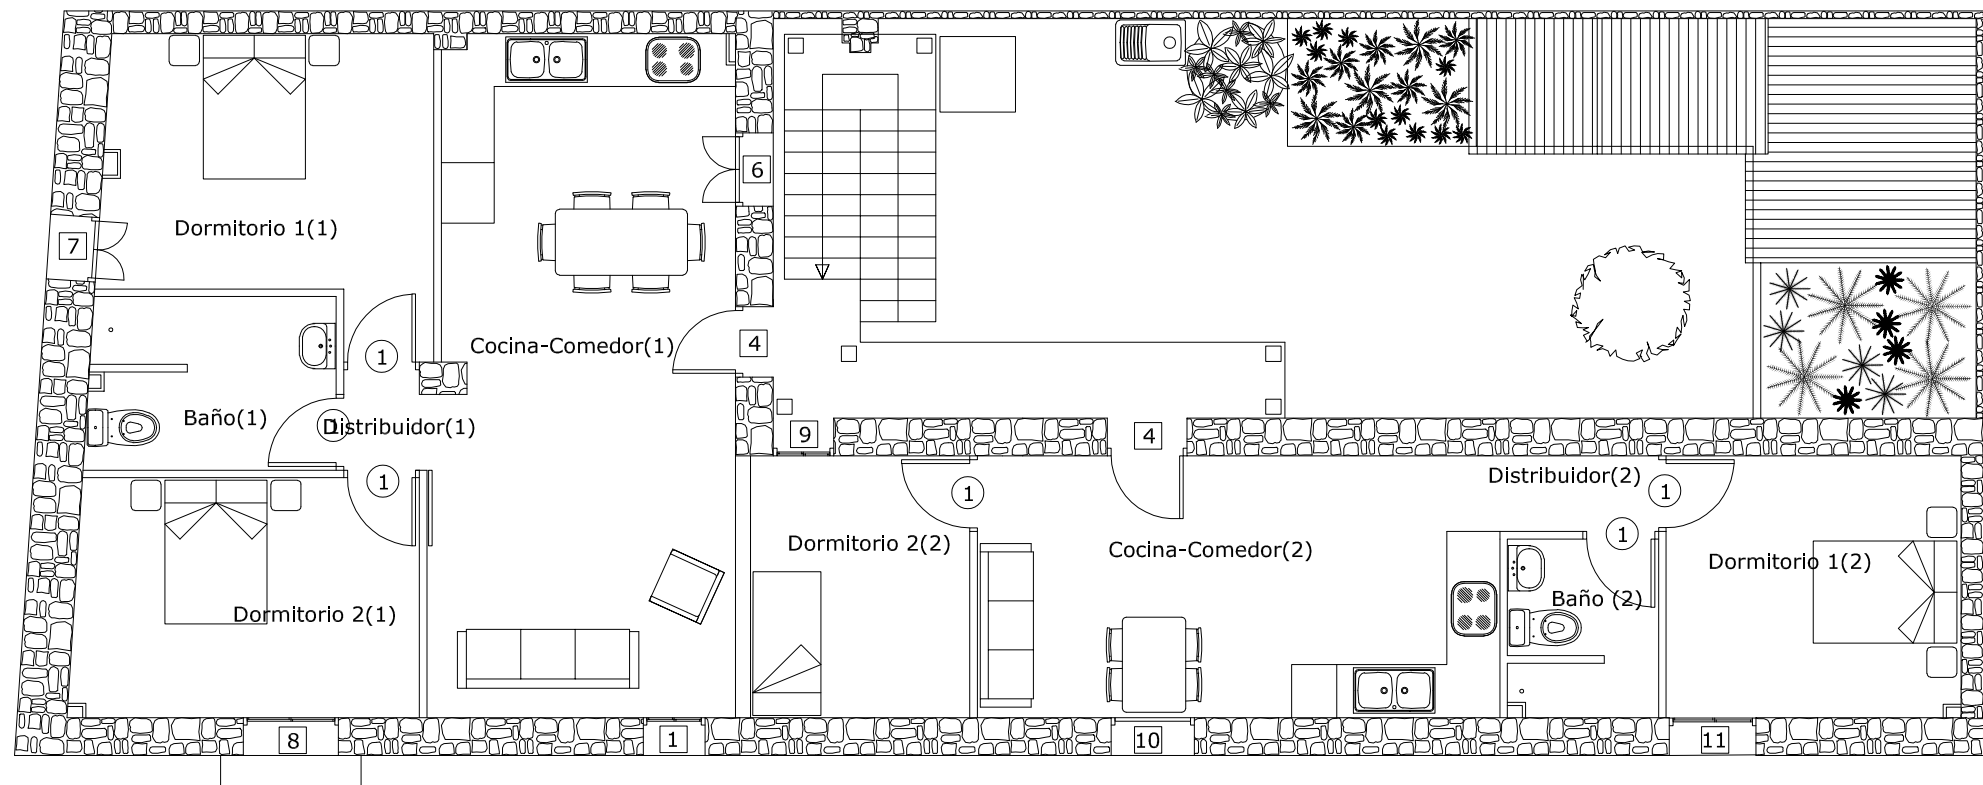 6
Dormitorio 1(1)
7
4
Cocina-Comedor(1)
1
Baño(1)
1
Distribuidor(1)
9
4
1
Distribuidor(2)
1
1
1
Dormitorio 2(2)
Cocina-Comedor(2)
Dormitorio 1(2)
Baño (2)
Dormitorio 2(1)
8
1
10
11